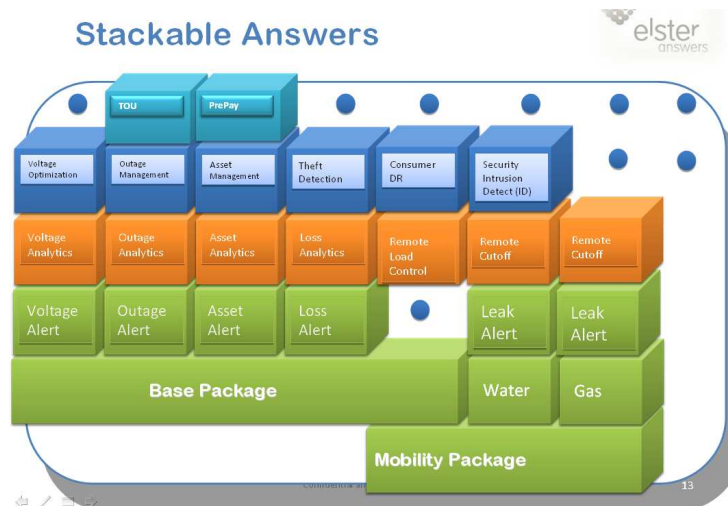 Stackable Answers
elster
answers
TOU
PrePay
Voltage
Optimization
Outage
Management
Asset
Management
Theft
Detection
Consumer
DR
Security
Intrusion
Detect (ID)
Voltage
Analytics
Outage
Analytics
Asset
Analytics
Loss
Analytics
Remote
Load
Control
Remote
Cutoff
Remote
Cutoff
Voltage
Alert
Outage
Alert
Asset
Alert
Loss
Alert
Leak
Alert
Leak
Alert
Base Package
Water
Gas
Mobility Package
13